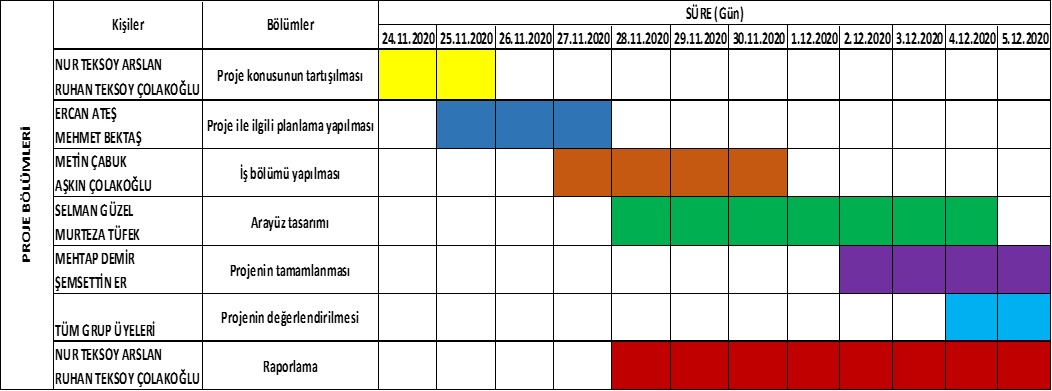 PROJE BÖLÜMLERİ
Kişiler
Bölümler
SÜRE (Gün)
24.11.2020 25.11.2020 26.11.2020 27.11.2020 28.11.2020 29.11.2020 30.11.2020 1.12.2020 2.12.2020 3.12.2020 4.12.2020 5.12.2020
NUR TEKSOY ARSLAN
RUHAN TEKSOY ÇOLAKOĞLU
Proje konusunun tartışılması
ERCAN ATEŞ
MEHMET BEKTAŞ
Proje ile ilgili planlama yapılması
METİN ÇABUK
AŞKIN ÇOLAKOĞLU
İş bölümü yapılması
SELMAN GÜZEL
MURTEZA TÜFEK
Arayüz tasarımı
MEHTAP DEMİR
ŞEMSETTİN ER
Projenin tamamlanması
TÜM GRUP ÜYELERİ
Projenin değerlendirilmesi
NUR TEKSOY ARSLAN
RUHAN TEKSOY ÇOLAKOĞLU
Raporlama